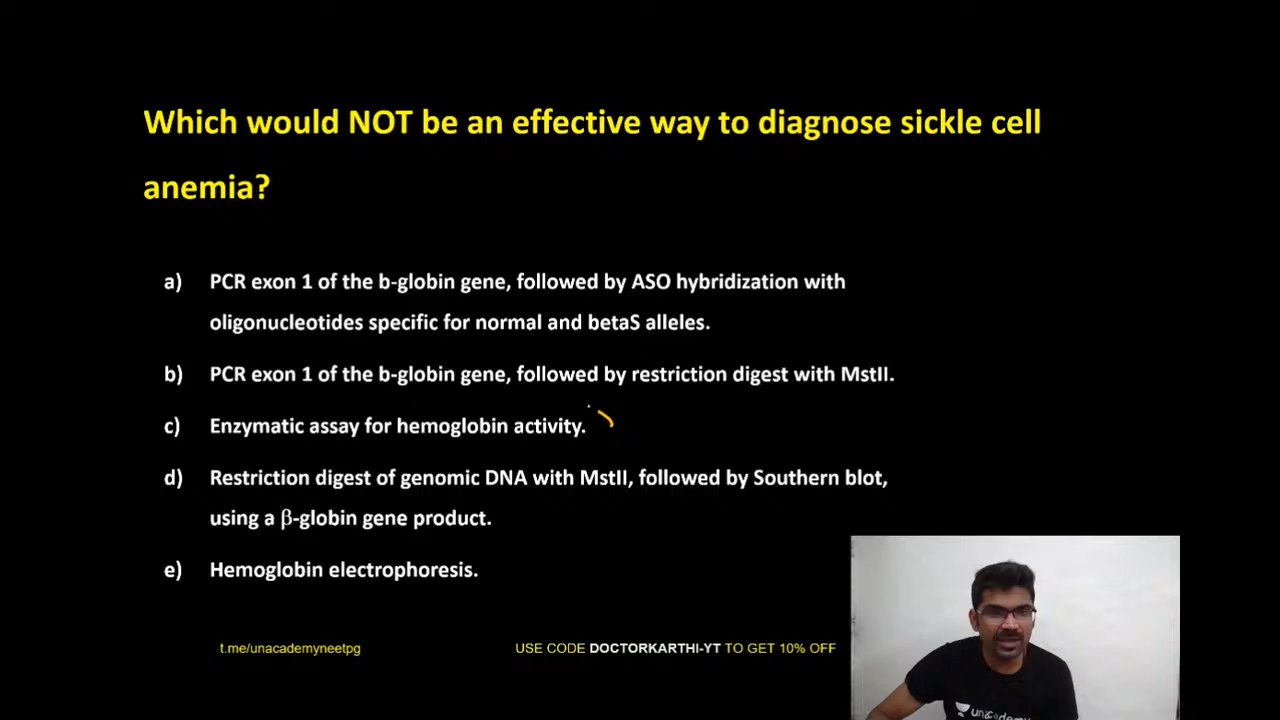 Which would NOT be an effective way to diagnose sickle cell
anemia?
a) PCR exon 1 of the b-globin gene, followed by ASO hybridization with
oligonucleotides specific for normal and betaS alleles.
b) PCR exon 1 of the b-globin gene, followed by restriction digest with MstII.
c) Enzymatic assay for hemoglobin activity.
d) Restriction digest of genomic DNA with MstII, followed by Southern blot,
using a β-globin gene product.
e) Hemoglobin electrophoresis.
t.me/unacademyneetpg
USE CODE DOCTORKARTHI-YT TO GET 10% OFF